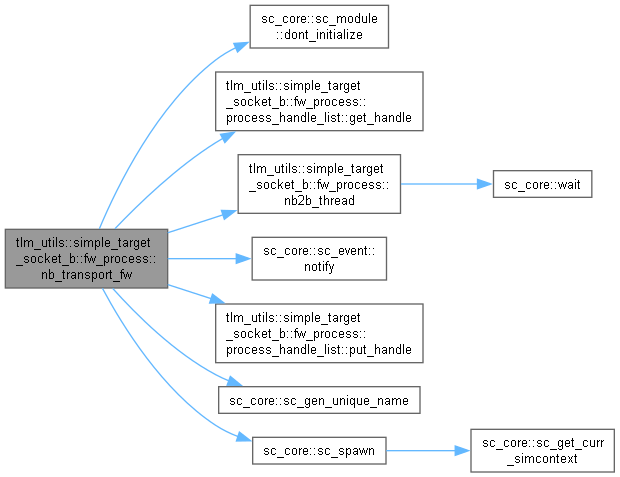 sc_core::sc_module
::dont_initialize
tlm_utils::simple_target
_socket_b::fw_process::
process_handle_list::get_handle
tlm_utils::simple_target
_socket_b::fw_process::
nb2b_thread
sc_core::wait
tlm_utils::simple_target
_socket_b::fw_process::
nb_transport_fw
sc_core::sc_event::
notify
tlm_utils::simple_target
_socket_b::fw_process::
process_handle_list::put_handle
sc_core::sc_gen_unique_name
sc_core::sc_spawn
sc_core::sc_get_curr
_simcontext